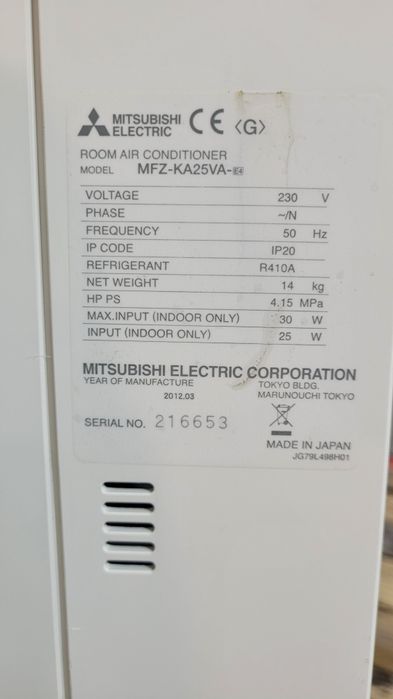 MITSUBISHI
ELECTRIC
CE <G>
ROOM AIR CONDITIONER
MODEL MFZ-KA25VA-E4
VOLTAGE 230 V
PHASE ~/N
FREQUENCY 50 Hz
IP CODE IP20
REFRIGERANT R410A
NET WEIGHT 14 kg
HP PS 4.15 MPa
MAX.INPUT (INDOOR ONLY) 30 W
INPUT (INDOOR ONLY) 25 W
MITSUBISHI ELECTRIC CORPORATION
YEAR OF MANUFACTURE TOKYO BLDG.
2012.03 MARUNOUCHI TOKYO
SERIAL NO. 216653
MADE IN JAPAN
JG79L498H01